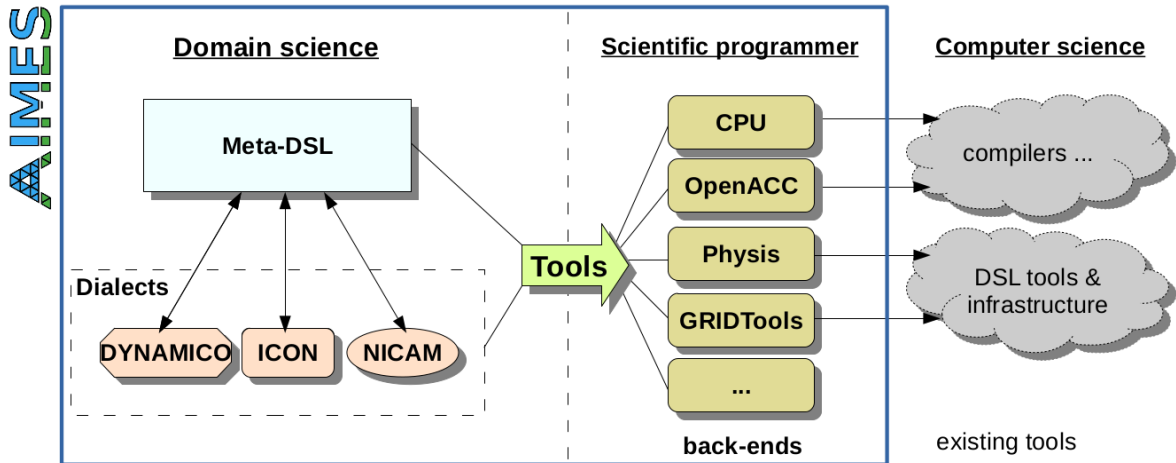 AIMES
Domain science
Scientific programmer
Computer science
Meta-DSL
CPU
OpenACC
Physis
GRIDTools
...
back-ends
compilers ...
DSL tools &
infrastructure
existing tools
Tools
Dialects
DYNAMICO
ICON
NICAM